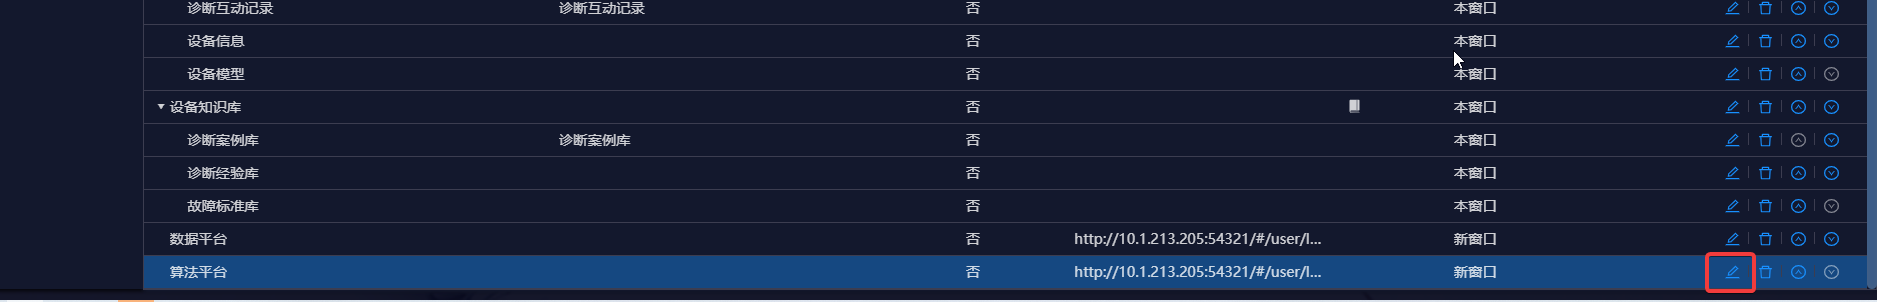 诊断互动记录 诊断互动记录 否 本窗口
设备信息 否 本窗口
设备模型 否 本窗口
设备知识库 否 本窗口
诊断案例库 诊断案例库 否 本窗口
诊断经验库 否 本窗口
故障标准库 否 本窗口
数据平台 否 http://10.1.213.205:54321/#/user/l... 新窗口
算法平台 否 http://10.1.213.205:54321/#/user/l... 新窗口